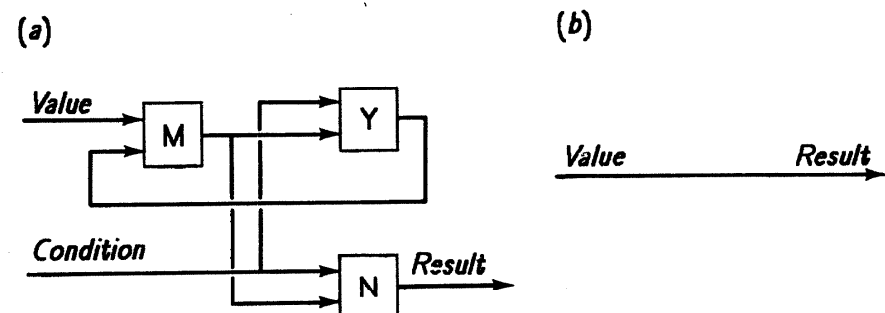 (a)
Value
M
Y
Condition
N
Result
(b)
Value Result